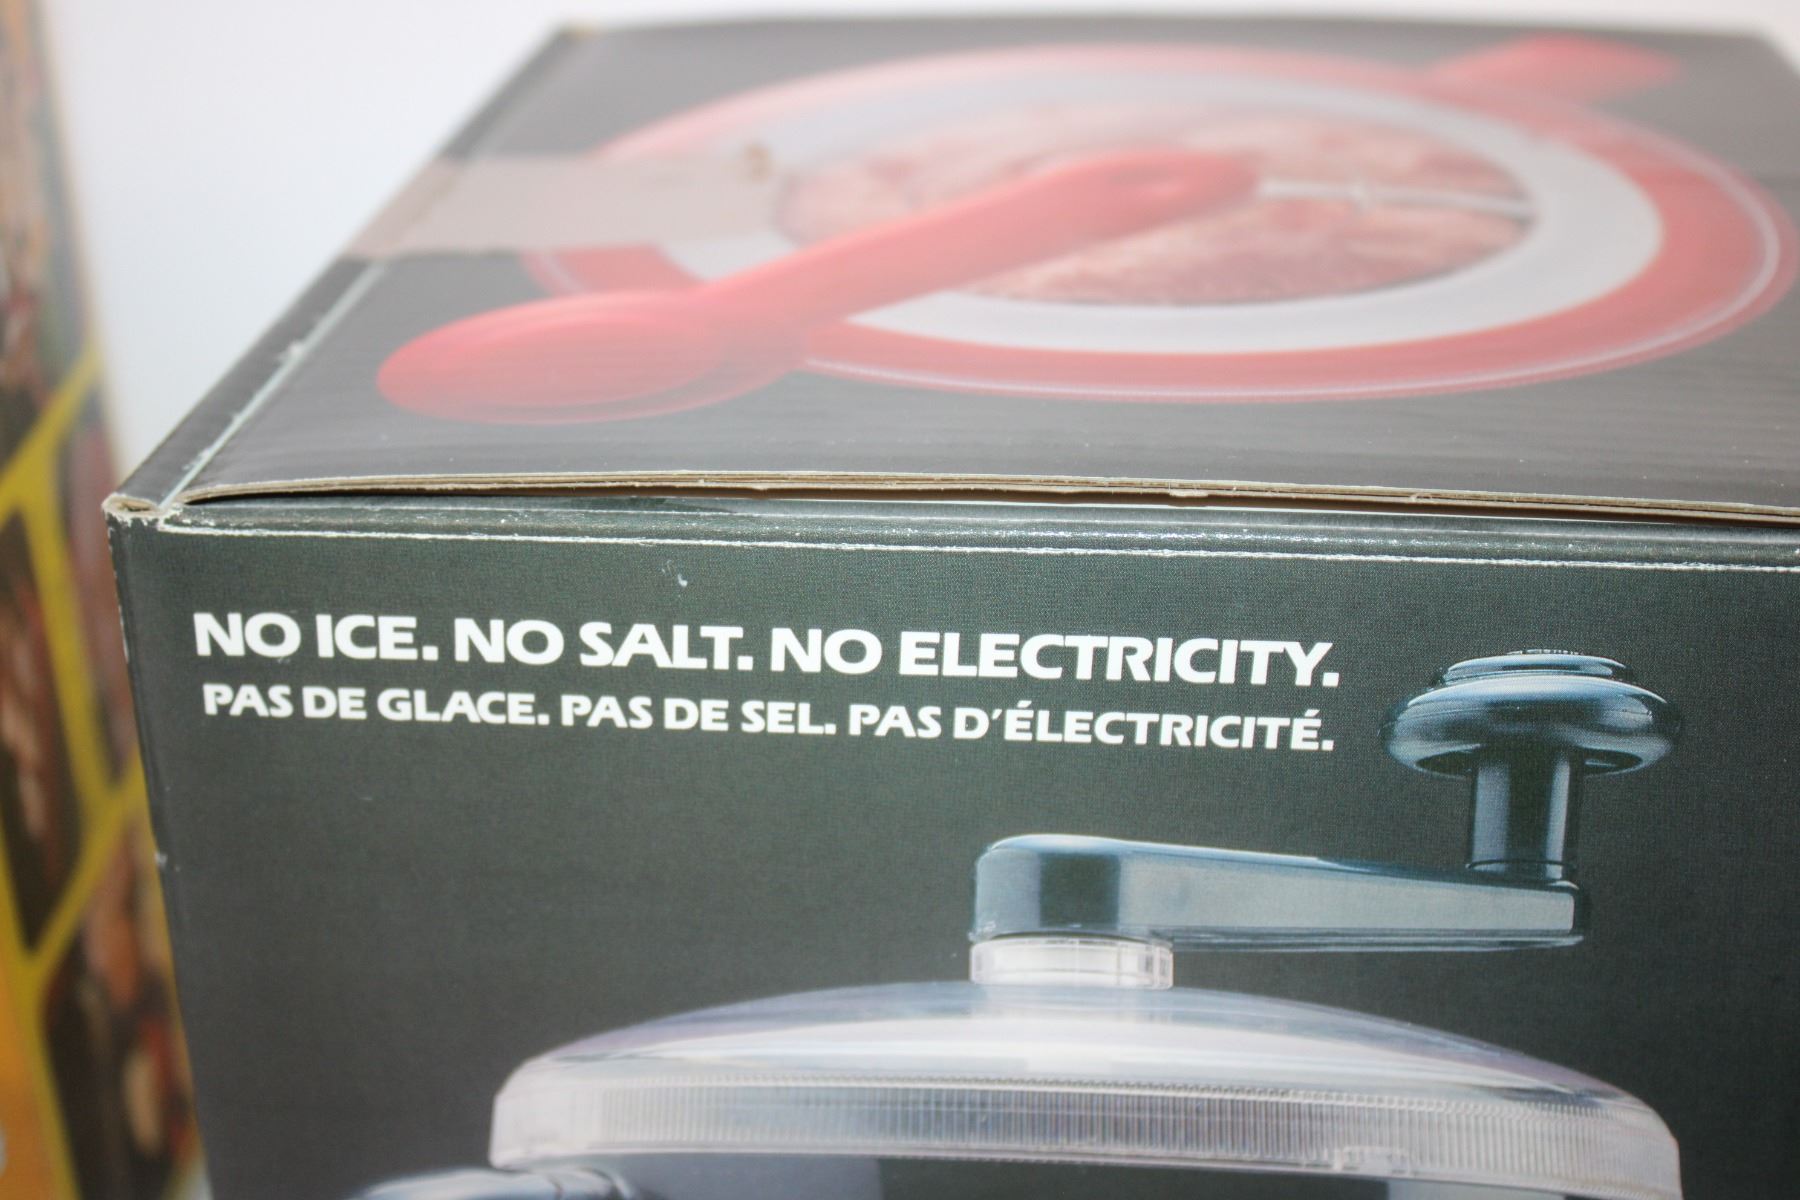 NO ICE. NO SALT. NO ELECTRICITY.
PAS DE GLACE. PAS DE SEL. PAS D'ÉLECTRICITÉ.